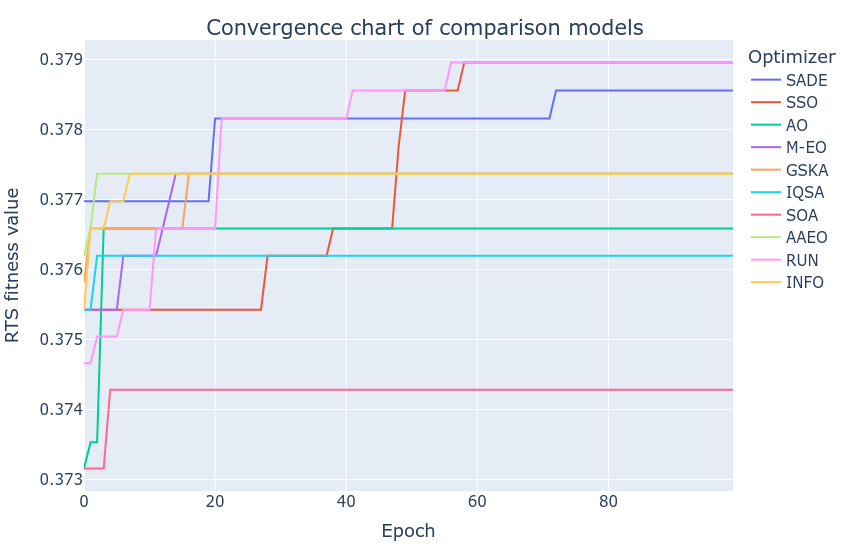 Convergence chart of comparison models
RTS fitness value
0.379
0.378
0.377
0.376
0.375
0.374
0.373
0
20
40
60
80
Epoch
Optimizer
SADE
SSO
AO
M-EO
GSKA
IQSA
SOA
AAEO
RUN
INFO